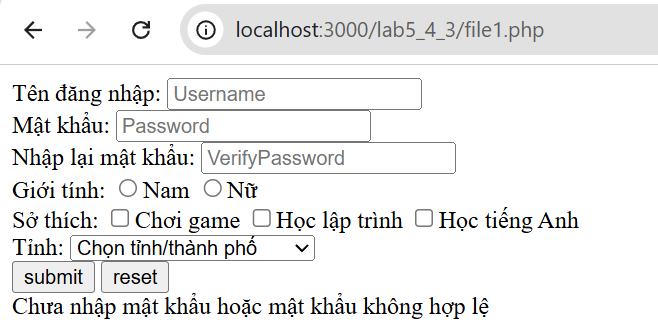 localhost:3000/lab5_4_3/file1.php
Tên đăng nhập: Username
Mật khẩu: Password
Nhập lại mật khẩu: VerifyPassword
Giới tính: Nam Nữ
Sở thích: Chơi game Học lập trình Học tiếng Anh
Tỉnh: Chọn tỉnh/thành phố
submit reset
Chưa nhập mật khẩu hoặc mật khẩu không hợp lệ